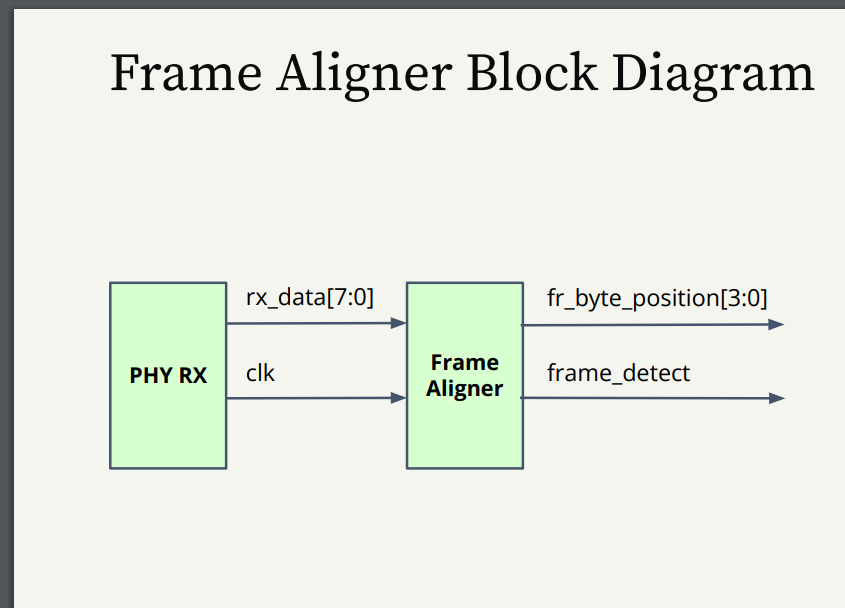 Frame Aligner Block Diagram
rx_data[7:0]
fr_byte_position[3:0]
PHY RX
clk
Frame
Aligner
frame_detect